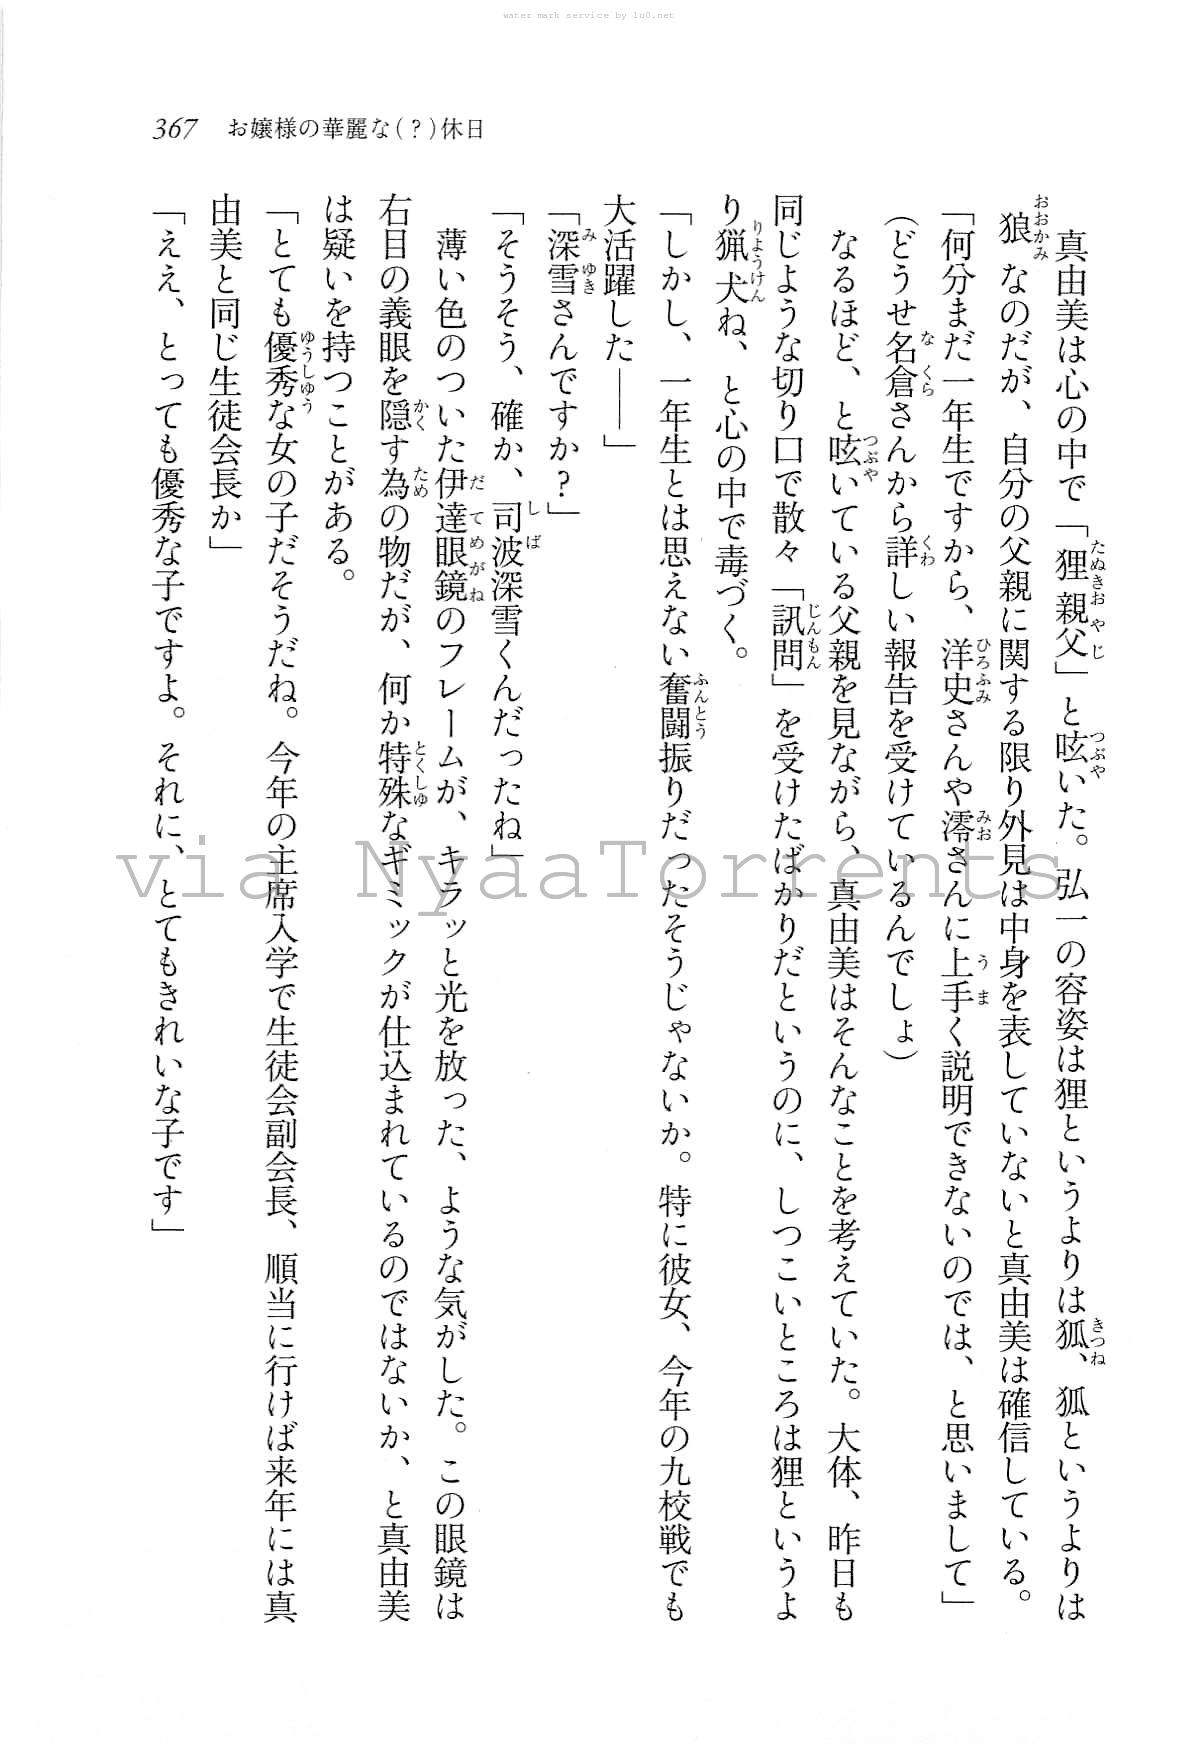 water mark service by lu0.net
367 お嬢様の華麗な(?)休日
真由美は心の中で「狸親父」と呟いた。弘一の容姿は狸というよりは狐、狐というよりは
狼なのだが、自分の父親に関する限り外見は中身を表していないと真由美は確信している。
「何分まだ一年生ですから、洋史さんや澪さんに上手く説明できないのでは、と思いまして」
(どうせ名倉さんから詳しい報告を受けているんでしょ)
なるほど、と呟いている父親を見ながら、真由美はそんなことを考えていた。大体、昨日も
同じような切り口で散々「訊問」を受けたばかりだというのに、しつこいところは狸というよ
り猟犬ね、と心の中で毒づく。
「しかし、一年生とは思えない奮闘振りだったそうじゃないか。特に彼女、今年の九校戦でも
大活躍した――」
「深雪さんですか?」
「そうそう、確か、司波深雪くんだったね」
薄い色のついた伊達眼鏡のフレームが、キラッと光を放った、ような気がした。この眼鏡は
右目の義眼を隠す為の物だが、何か特殊なギミックが仕込まれているのではないか、と真由美
は疑いを持つことがある。
「とても優秀な女の子だそうだね。今年の主席入学で生徒会副会長、順当に行けば来年には真
由美と同じ生徒会長か」
「ええ、とっても優秀な子ですよ。それに、とてもきれいな子です」
via NyaaTorrents